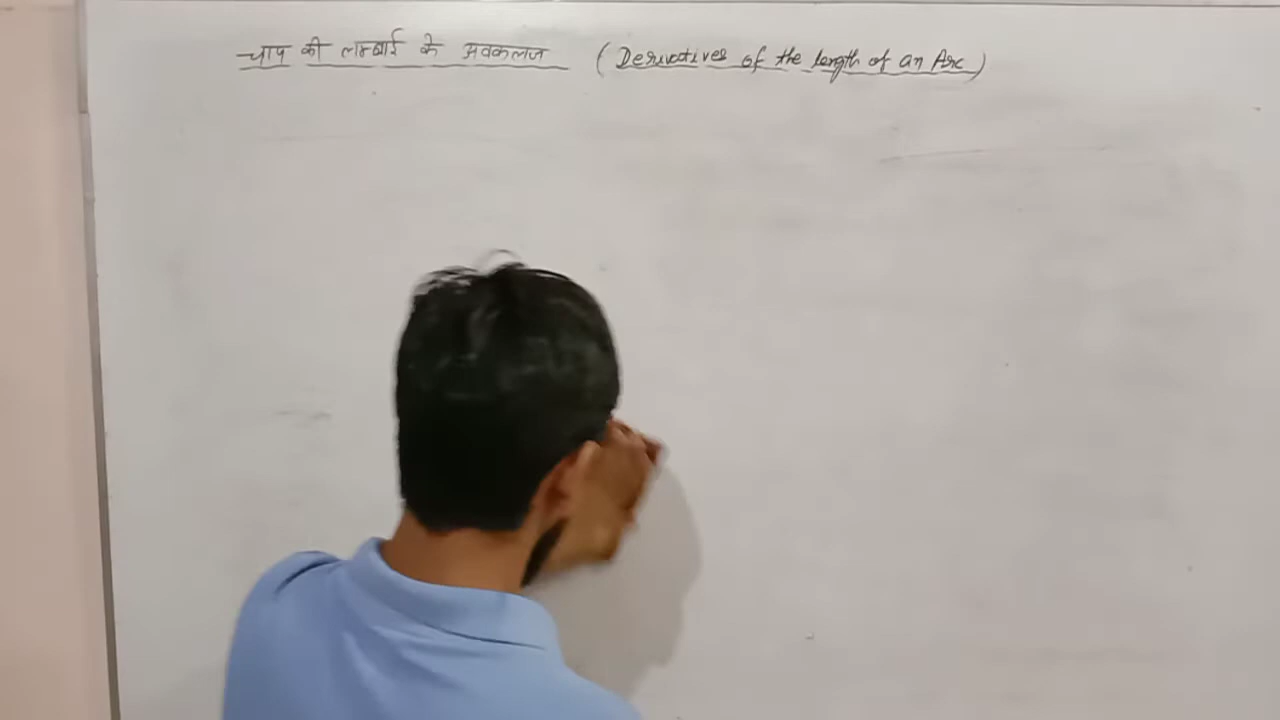 चाप की लम्बाई के अवकलज (Derivatives of the length of an Arc)